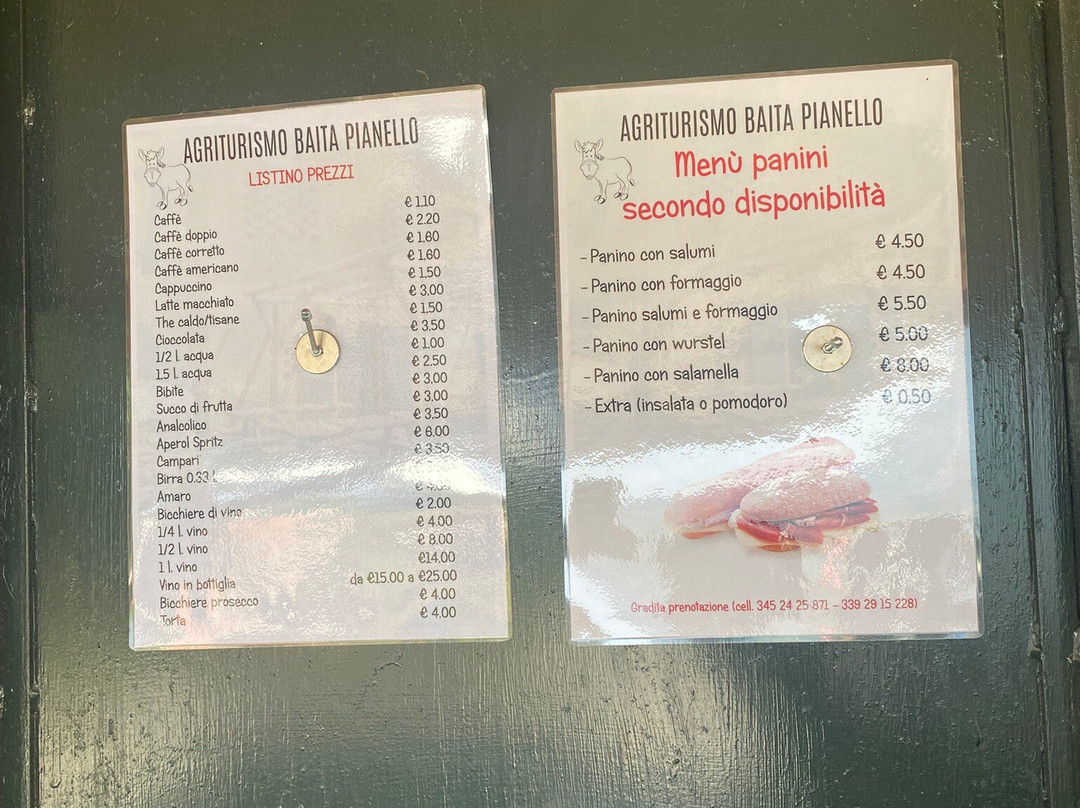 AGRITURISMO BAITA PIANELLO
LISTINO PREZZI
Caffè € 1.10
Caffè doppio € 2.20
Caffè corretto € 1.60
Caffè americano € 1.60
Cappuccino € 1.50
Latte macchiato € 3.00
The caldo/tisane € 1.50
Cioccolata € 3.50
1/2 l. acqua € 1.00
1,5 l. acqua € 2.50
Bibite € 3.00
Succo di frutta € 3.00
Analcolico € 3.50
Aperol Spritz € 6.00
Campari € 3.50
Birra 0.33 l
Amaro €
Bicchiere di vino € 2.00
1/4 l. vino € 4.00
1/2 l. vino € 8.00
1 l. vino €14.00
Vino in bottiglia da €15.00 a €25.00
Bicchiere prosecco € 4.00
Torta € 4.00
AGRITURISMO BAITA PIANELLO
Menù panini
secondo disponibilità
- Panino con salumi € 4.50
- Panino con formaggio € 4.50
- Panino salumi e formaggio € 5.50
- Panino con wurstel € 5.00
- Panino con salamella € 8.00
- Extra (insalata o pomodoro) € 0.50
Gradita prenotazione (cell. 345 24 25 871 - 339 29 15 228)